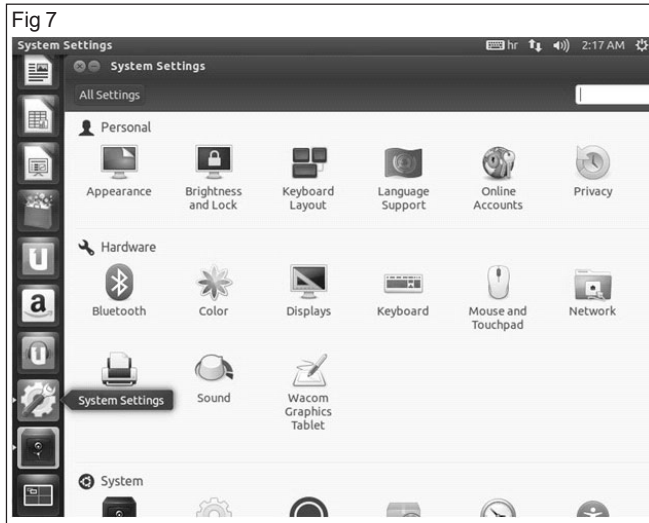 Fig 7
System Settings hr 2:17 AM
System Settings
All Settings
Personal
Appearance Brightness and Lock Keyboard Layout Language Support Online Accounts Privacy
Hardware
Bluetooth Color Displays Keyboard Mouse and Touchpad Network
System Settings Sound Wacom Graphics Tablet
System